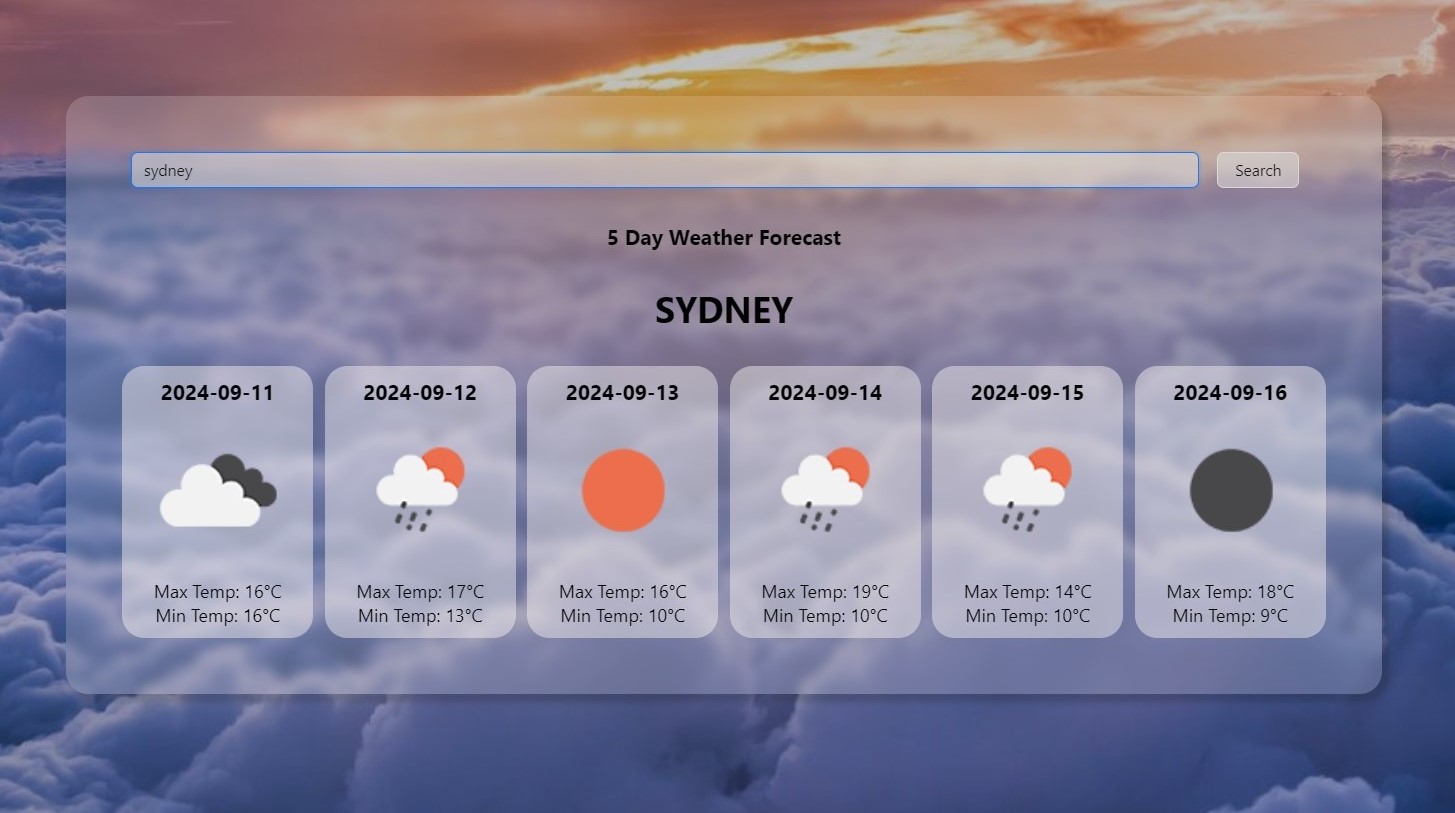 sydney
Search
5 Day Weather Forecast
SYDNEY
2024-09-11
Max Temp: 16°C
Min Temp: 16°C
2024-09-12
Max Temp: 17°C
Min Temp: 13°C
2024-09-13
Max Temp: 16°C
Min Temp: 10°C
2024-09-14
Max Temp: 19°C
Min Temp: 10°C
2024-09-15
Max Temp: 14°C
Min Temp: 10°C
2024-09-16
Max Temp: 18°C
Min Temp: 9°C